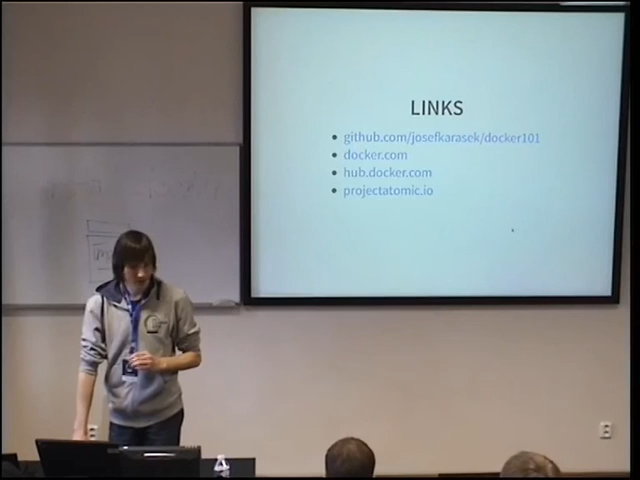 LINKS
github.com/josefkarasek/docker101
docker.com
hub.docker.com
projectatomic.io